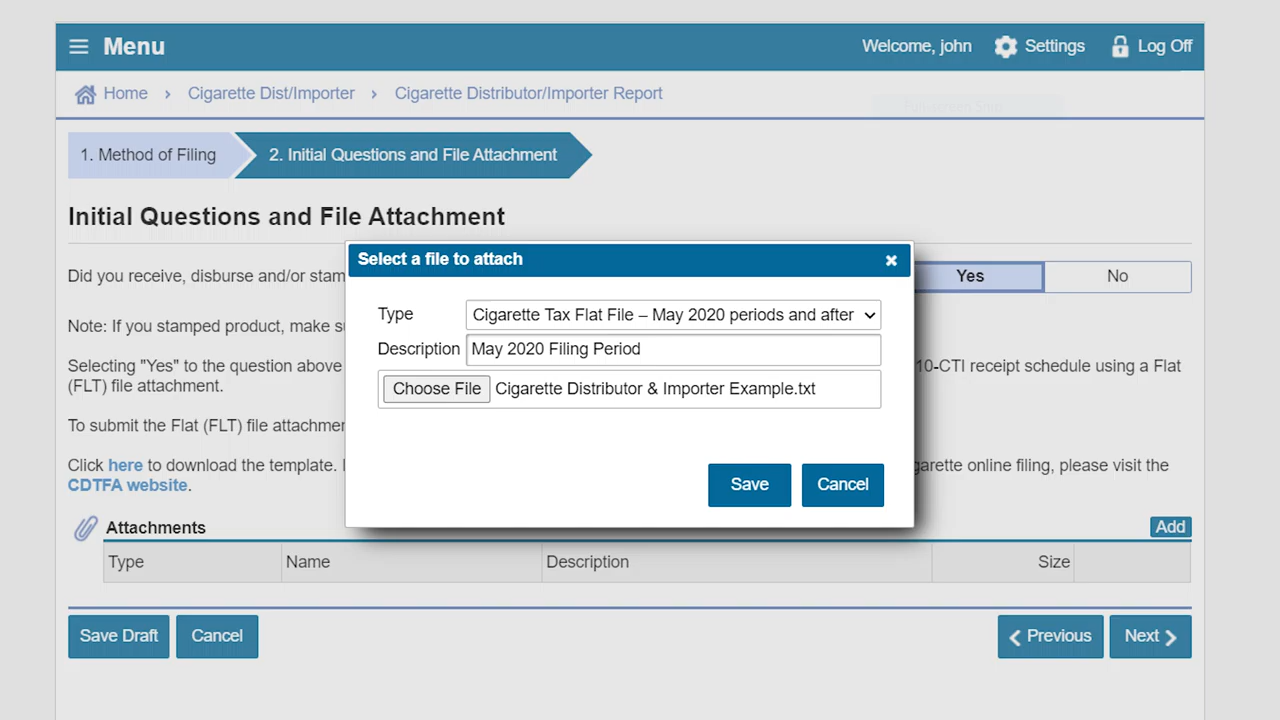 Menu
Welcome, john
Settings
Log Off
Home › Cigarette Dist/Importer › Cigarette Distributor/Importer Report
1. Method of Filing
2. Initial Questions and File Attachment
Initial Questions and File Attachment
Select a file to attach
Did you receive, disburse and/or stam
Yes
No
Type
Cigarette Tax Flat File – May 2020 periods and after
Note: If you stamped product, make
Description
May 2020 Filing Period
Selecting "Yes" to the question above
10-CTI receipt schedule using a Flat
(FLT) file attachment.
Choose File
Cigarette Distributor & Importer Example.txt
To submit the Flat (FLT) file attachmen
Click here to download the template.
garette online filing, please visit the
CDTFA website.
Save
Cancel
Attachments
Add
Type
Name
Description
Size
Save Draft
Cancel
Previous
Next